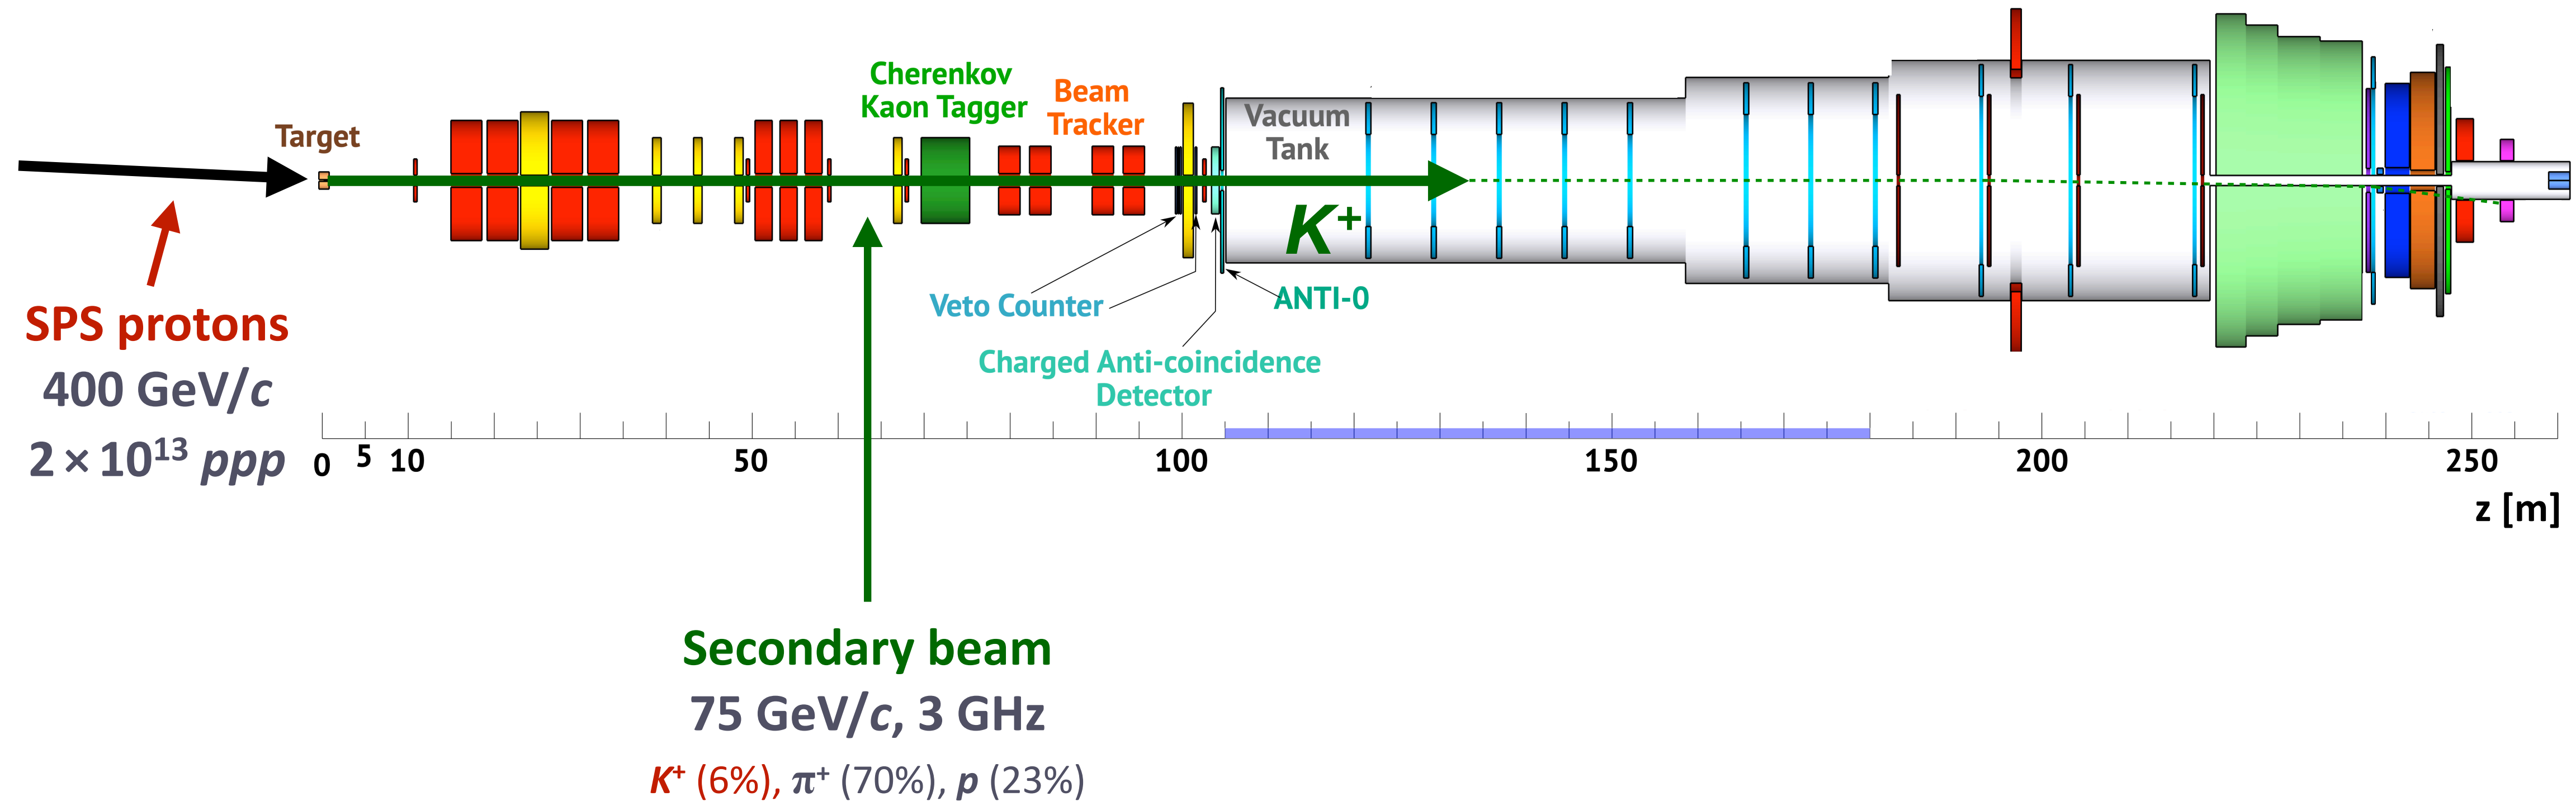 Target
Cherenkov
Kaon Tagger
Beam
Tracker
Vacuum
Tank
K⁺
Veto Counter
ANTI-0
Charged Anti-coincidence
Detector
SPS protons
400 GeV/c
2 × 10¹³ ppp
0 5 10 50 100 150 200 250
z [m]
Secondary beam
75 GeV/c, 3 GHz
K⁺ (6%), π⁺ (70%), p (23%)